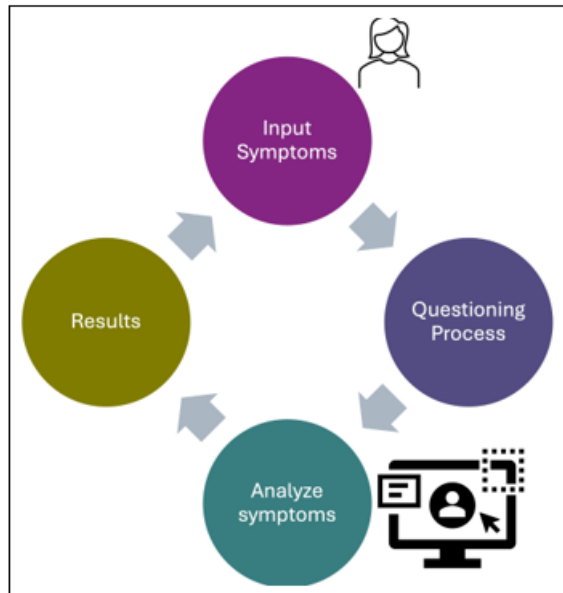 Input
Symptoms
Questioning
Process
Analyze
symptoms
Results